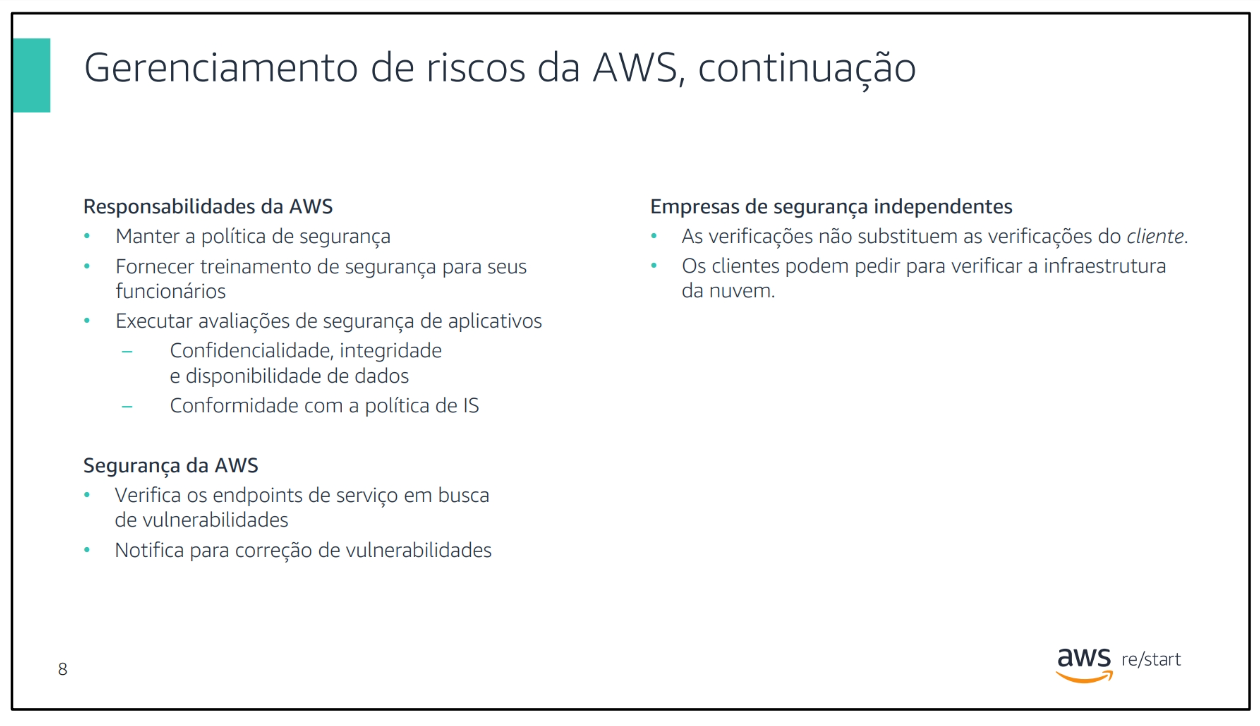 Gerenciamento de riscos da AWS, continuação
Responsabilidades da AWS
• Manter a política de segurança
• Fornecer treinamento de segurança para seus
funcionários
• Executar avaliações de segurança de aplicativos
– Confidencialidade, integridade
e disponibilidade de dados
– Conformidade com a política de IS
Segurança da AWS
• Verifica os endpoints de serviço em busca
de vulnerabilidades
• Notifica para correção de vulnerabilidades
Empresas de segurança independentes
• As verificações não substituem as verificações do cliente.
• Os clientes podem pedir para verificar a infraestrutura
da nuvem.
8
aws re/start